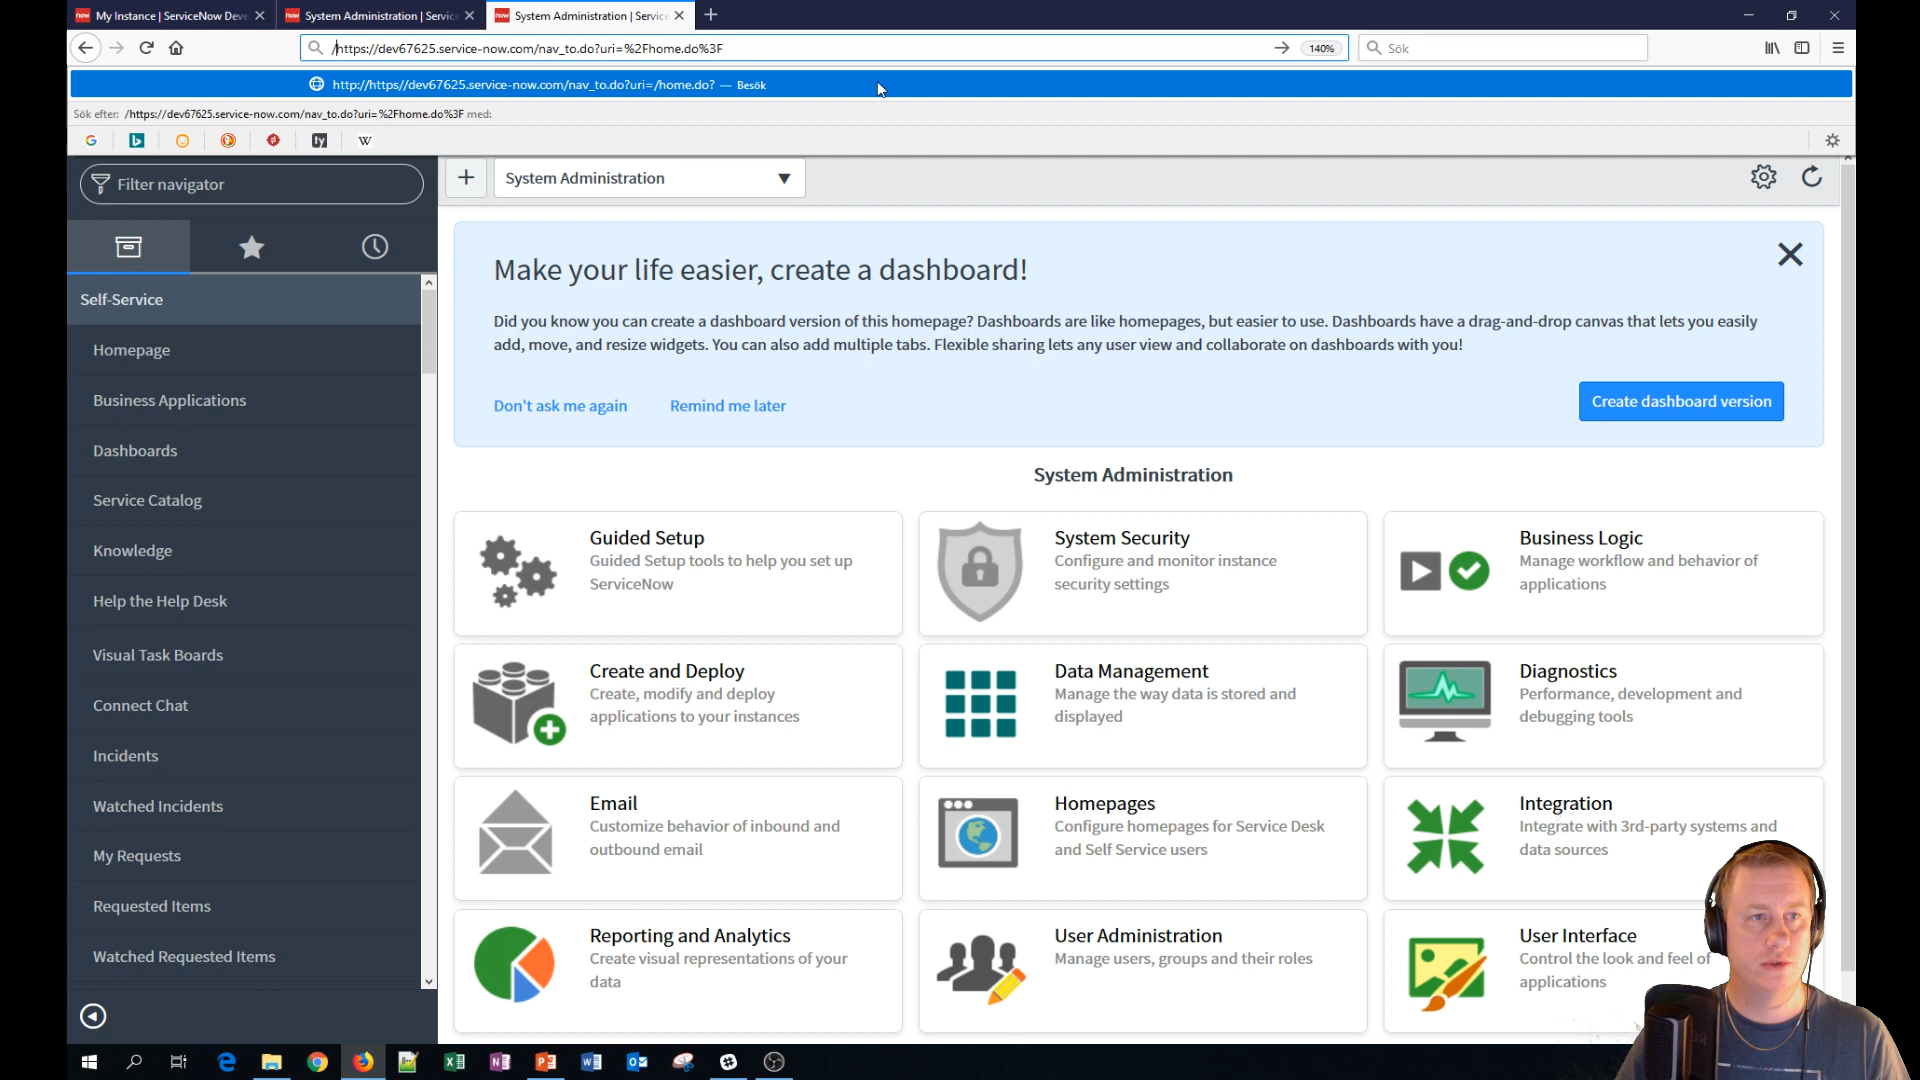 My Instance | ServiceNow Deve
System Administration | Service
System Administration | Service
/https://dev67625.service-now.com/nav_to.do?uri=%2Fhome.do%3F
140%
Sök
http://https//dev67625.service-now.com/nav_to.do?uri=/home.do? — Besök
Sök efter: /https://dev67625.service-now.com/nav_to.do?uri=%2Fhome.do%3F med:
Filter navigator
System Administration
Self-Service
Homepage
Business Applications
Dashboards
Service Catalog
Knowledge
Help the Help Desk
Visual Task Boards
Connect Chat
Incidents
Watched Incidents
My Requests
Requested Items
Watched Requested Items
Make your life easier, create a dashboard!
Did you know you can create a dashboard version of this homepage? Dashboards are like homepages, but easier to use. Dashboards have a drag-and-drop canvas that lets you easily
add, move, and resize widgets. You can also add multiple tabs. Flexible sharing lets any user view and collaborate on dashboards with you!
Don't ask me again
Remind me later
Create dashboard version
System Administration
Guided Setup
Guided Setup tools to help you set up
ServiceNow
System Security
Configure and monitor instance
security settings
Business Logic
Manage workflow and behavior of
applications
Create and Deploy
Create, modify and deploy
applications to your instances
Data Management
Manage the way data is stored and
displayed
Diagnostics
Performance, development and
debugging tools
Email
Customize behavior of inbound and
outbound email
Homepages
Configure homepages for Service Desk
and Self Service users
Integration
Integrate with 3rd-party systems and
data sources
Reporting and Analytics
Create visual representations of your
data
User Administration
Manage users, groups and their roles
User Interface
Control the look and feel of
applications